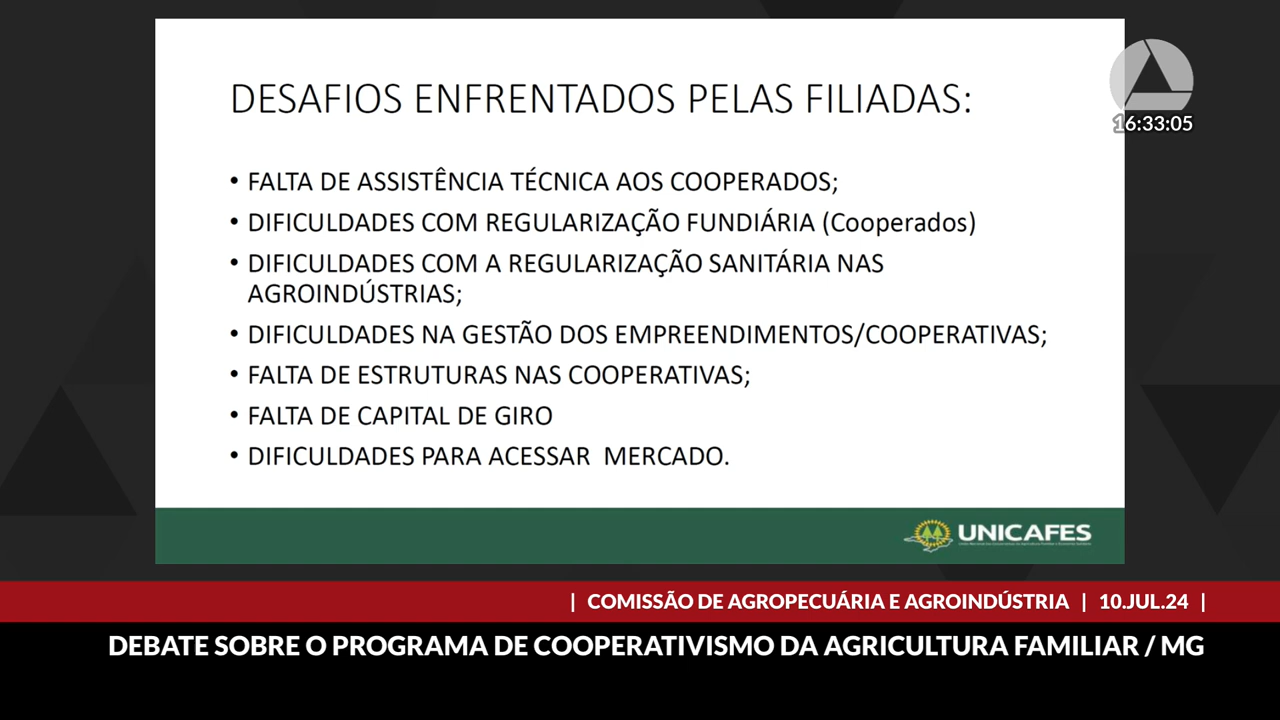 DESAFIOS ENFRENTADOS PELAS FILIADAS:
16:33:05
• FALTA DE ASSISTÊNCIA TÉCNICA AOS COOPERADOS;
• DIFICULDADES COM REGULARIZAÇÃO FUNDIÁRIA (Cooperados)
• DIFICULDADES COM A REGULARIZAÇÃO SANITÁRIA NAS
AGROINDÚSTRIAS;
• DIFICULDADES NA GESTÃO DOS EMPREENDIMENTOS/COOPERATIVAS;
• FALTA DE ESTRUTURAS NAS COOPERATIVAS;
• FALTA DE CAPITAL DE GIRO
• DIFICULDADES PARA ACESSAR MERCADO.
UNICAFES
| COMISSÃO DE AGROPECUÁRIA E AGROINDÚSTRIA | 10.JUL.24 |
DEBATE SOBRE O PROGRAMA DE COOPERATIVISMO DA AGRICULTURA FAMILIAR / MG